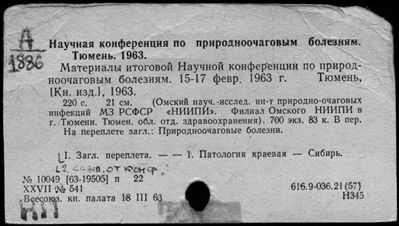 А
1886
Научная конференция по природноочаговым болезням.
Тюмень. 1963.
Материалы итоговой Научной конференции по природ-
ноочаговым болезням. 15-17 февр. 1963 г. Тюмень,
[Кн. изд.], 1963.
220 с. 21 см. (Омский науч.-исслед. ин-т природно-очаговых
инфекций МЗ РСФСР «НИИПИ». Филиал Омского НИИПИ в
г. Тюмени. Тюмен. обл. отд. здравоохранения). 700 экз. 83 к. В пер.
На переплете загл.: Природноочаговые болезни.
I. Загл. переплета. — — 1. Патология краевая — Сибирь.
№ 10049 [63-19505] п 22
XXVII № 541 616.9-036.21(57)
Всесоюз. кн. палата 18 III 63 Н345